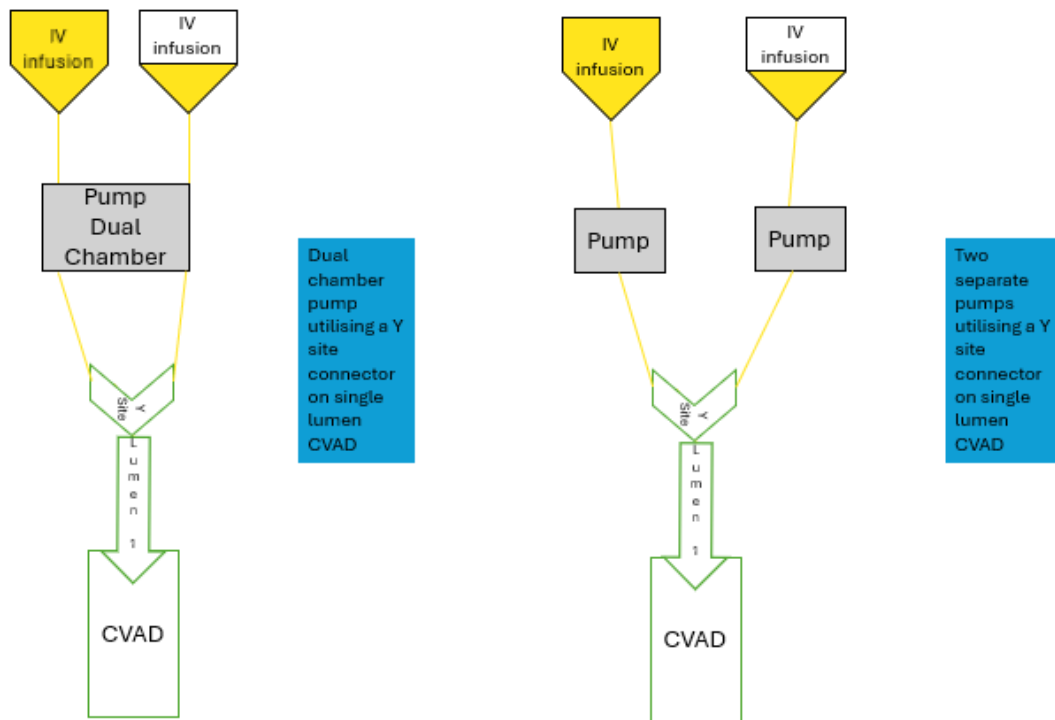 IV
infusion
IV
infusion
Pump
Dual
Chamber
Y
Site
Lumen 1
CVAD
Dual
chamber
pump
utilising a Y
site
connector
on single
lumen
CVAD
IV
infusion
IV
infusion
Pump
Pump
Y
Site
Lumen 1
CVAD
Two
separate
pumps
utilising a Y
site
connector
on single
lumen
CVAD